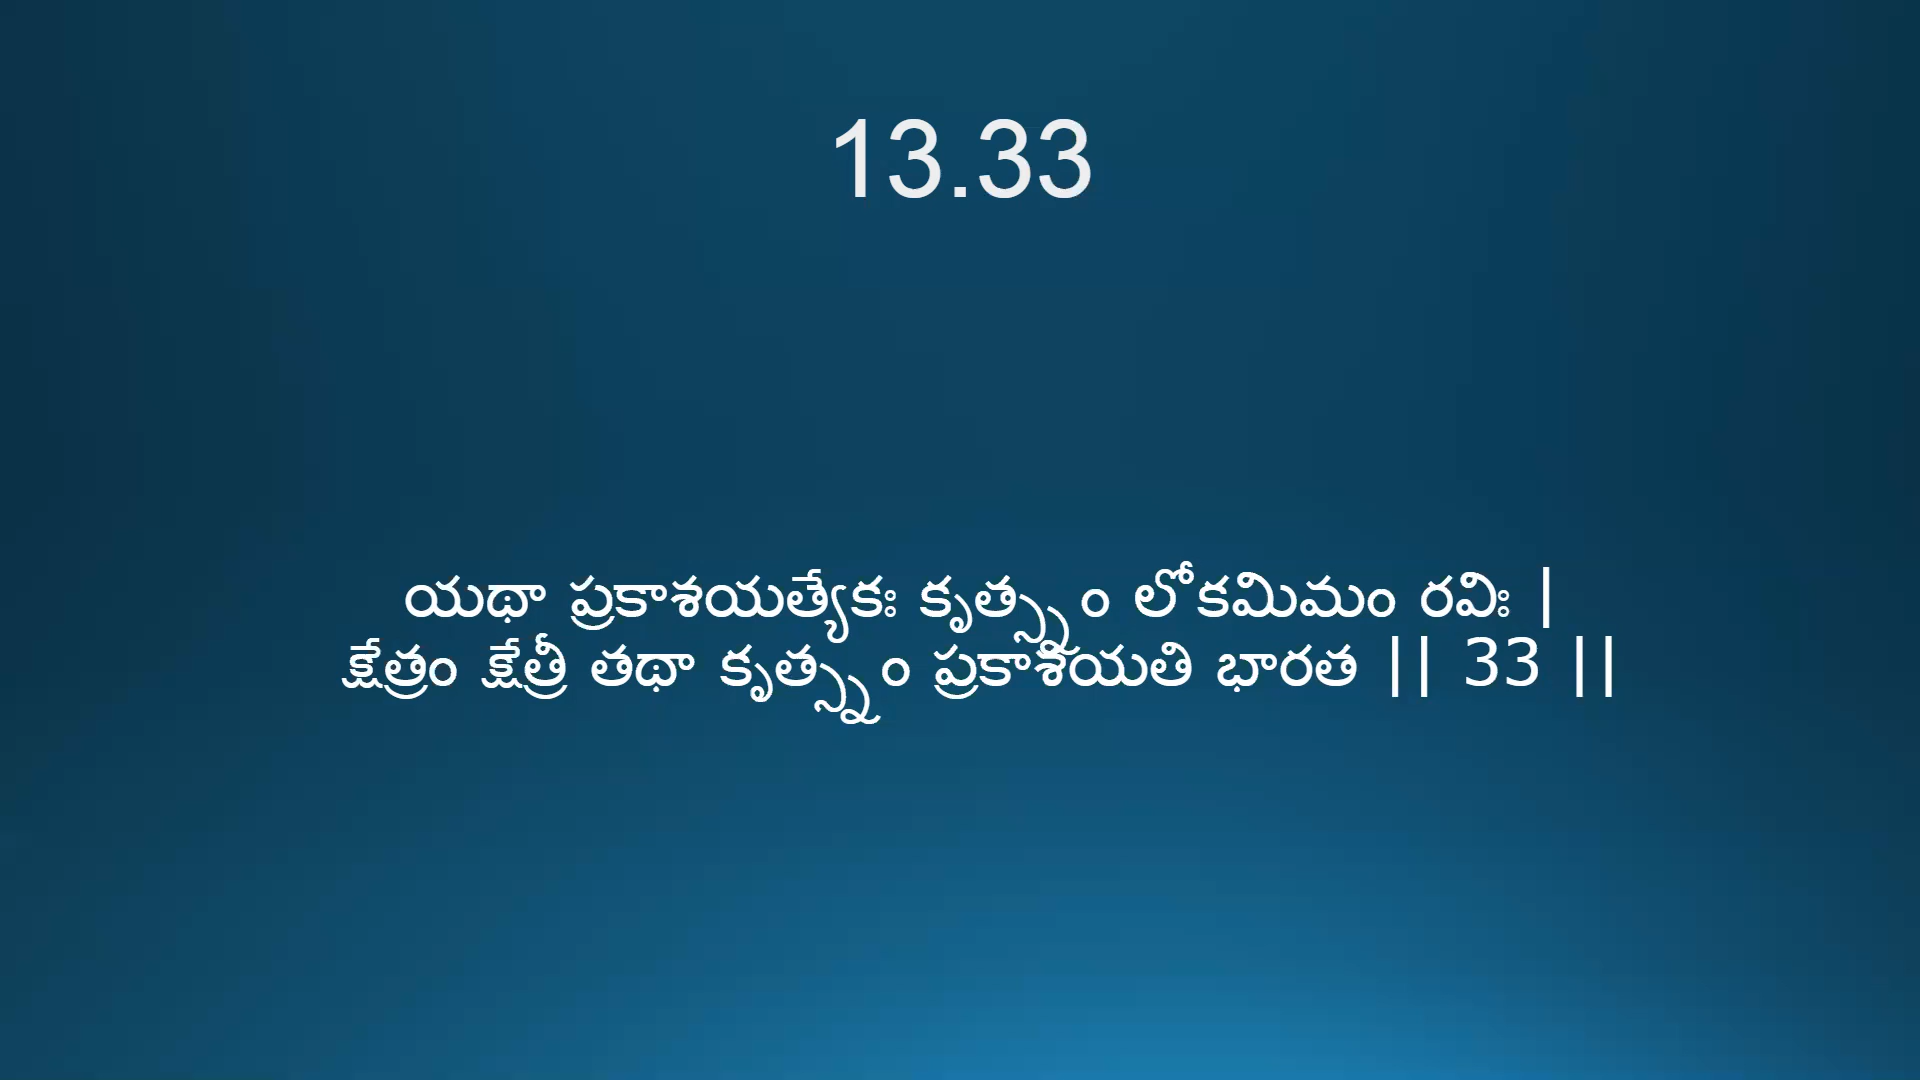 13.33
యథా ప్రకాశయత్యేకః కృత్స్నం లోకమిమం రవిః |
క్షేత్రం క్షేత్రీ తథా కృత్స్నం ప్రకాశయతి భారత || 33 ||